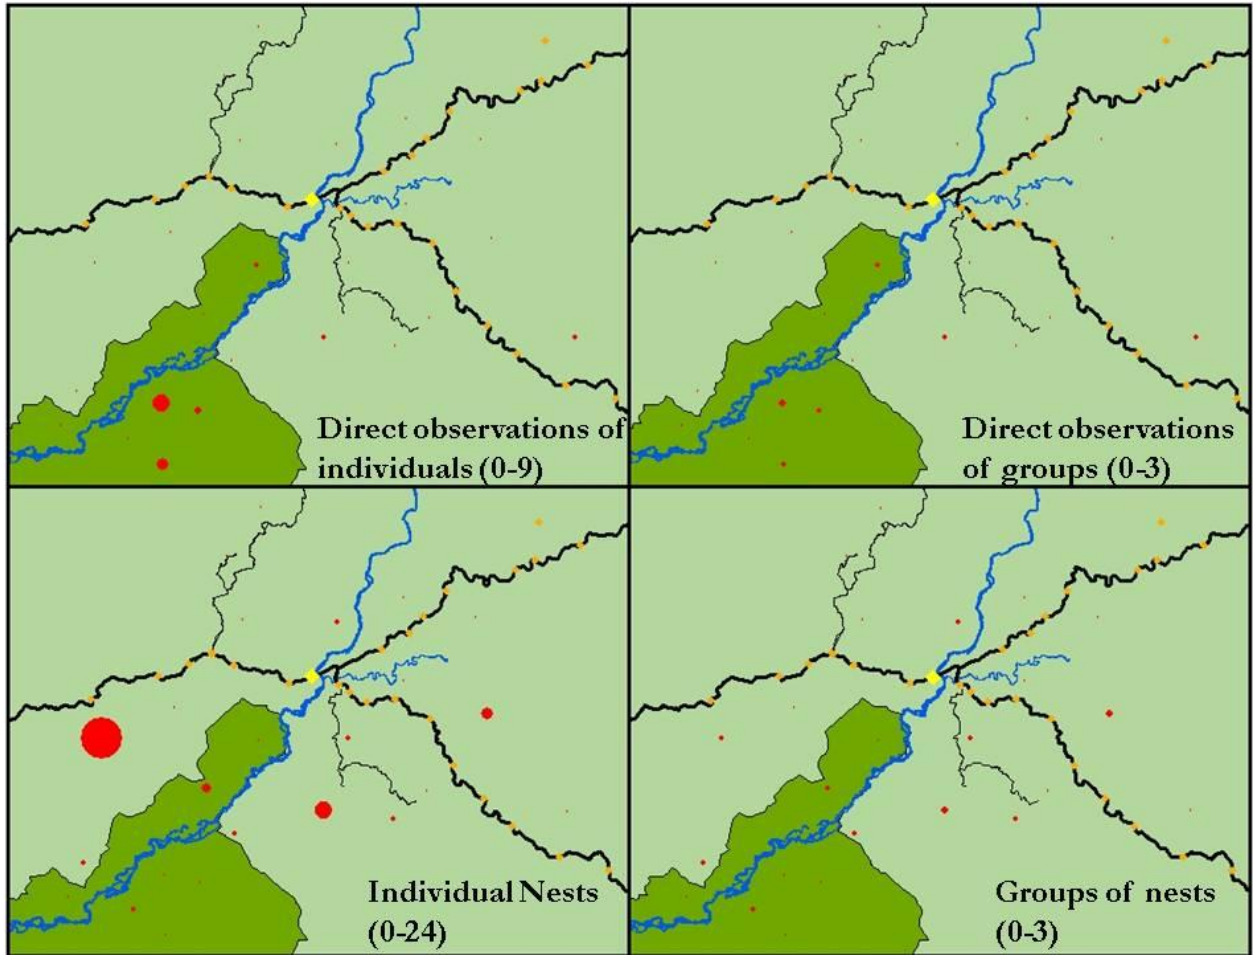 Direct observations of
individuals (0-9)
Direct observations
of groups (0-3)
Individual Nests
(0-24)
Groups of nests
(0-3)